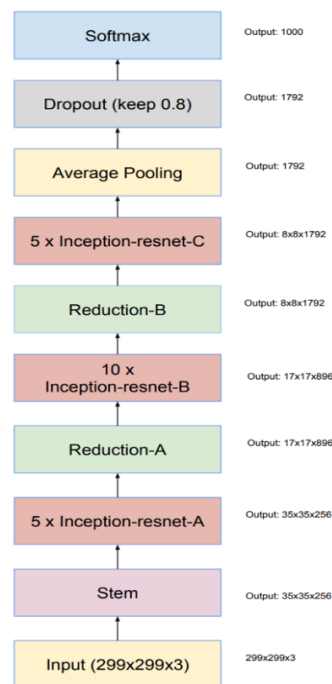 Softmax
Output: 1000
Dropout (keep 0.8)
Output: 1792
Average Pooling
Output: 1792
5 x Inception-resnet-C
Output: 8x8x1792
Reduction-B
Output: 8x8x1792
10 x
Inception-resnet-B
Output: 17x17x896
Reduction-A
Output: 17x17x896
5 x Inception-resnet-A
Output: 35x35x256
Stem
Output: 35x35x256
Input (299x299x3)
299x299x3